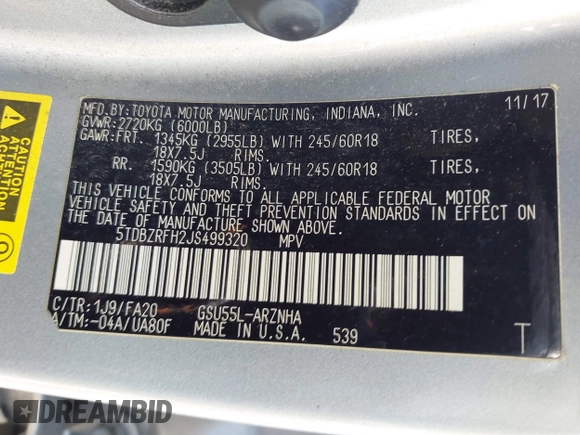 MFD.BY:TOYOTA MOTOR MANUFACTURING, INDIANA, INC. 11/17
GVWR:2720KG (6000LB)
GAWR:FRT. 1345KG (2955LB) WITH 245/60R18 TIRES,
18X7.5J RIMS.
RR. 1590KG (3505LB) WITH 245/60R18 TIRES,
18X7.5J RIMS.
THIS VEHICLE CONFORMS TO ALL APPLICABLE FEDERAL MOTOR
VEHICLE SAFETY AND THEFT PREVENTION STANDARDS IN EFFECT ON
THE DATE OF MANUFACTURE SHOWN ABOVE.
5TDBZRFH2JS499320 MPV
C/TR:1J9/FA20 GSU55L-ARZNHA
A/TM:-04A/UA80F MADE IN U.S.A. 539 T
CAUTION
ATTENTION
DREAMBID